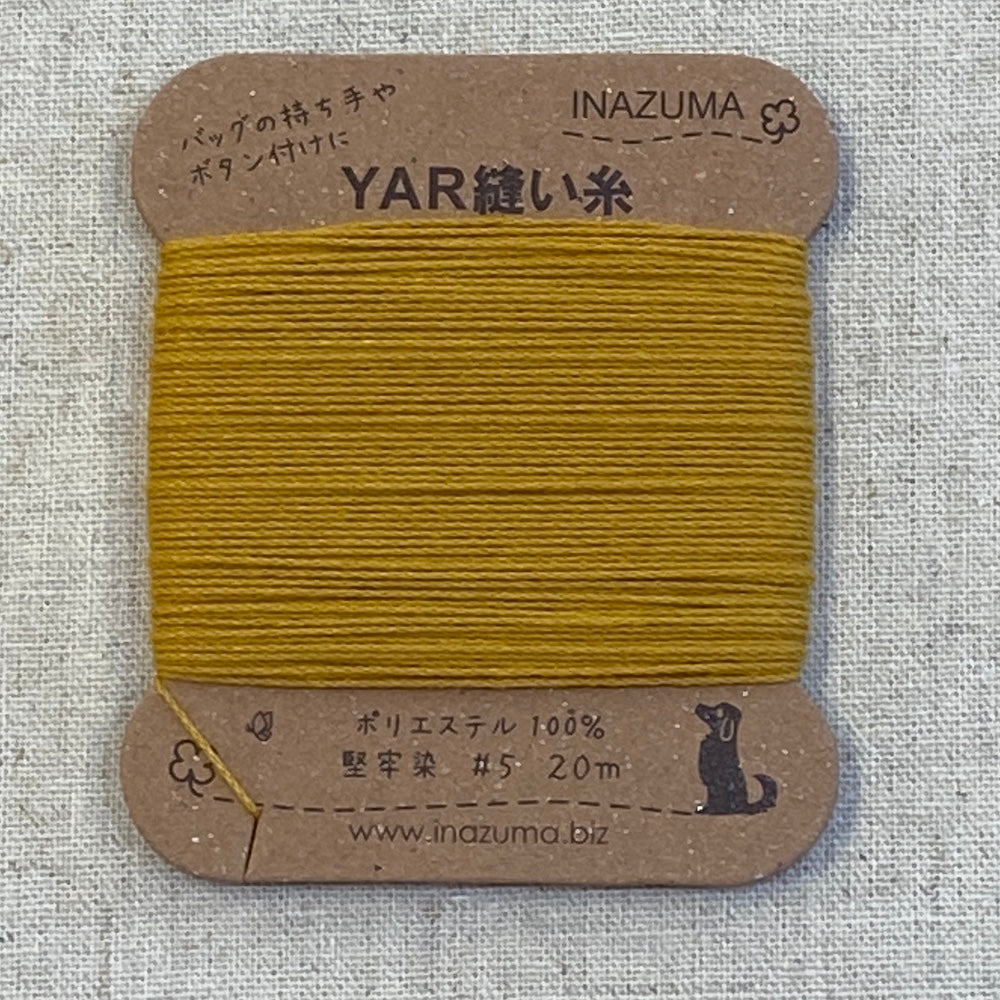 バッグの持ち手や
ボタン付けに
INAZUMA
YAR縫い糸
ポリエステル 100%
堅牢染 #5 20m
www.inazuma.biz